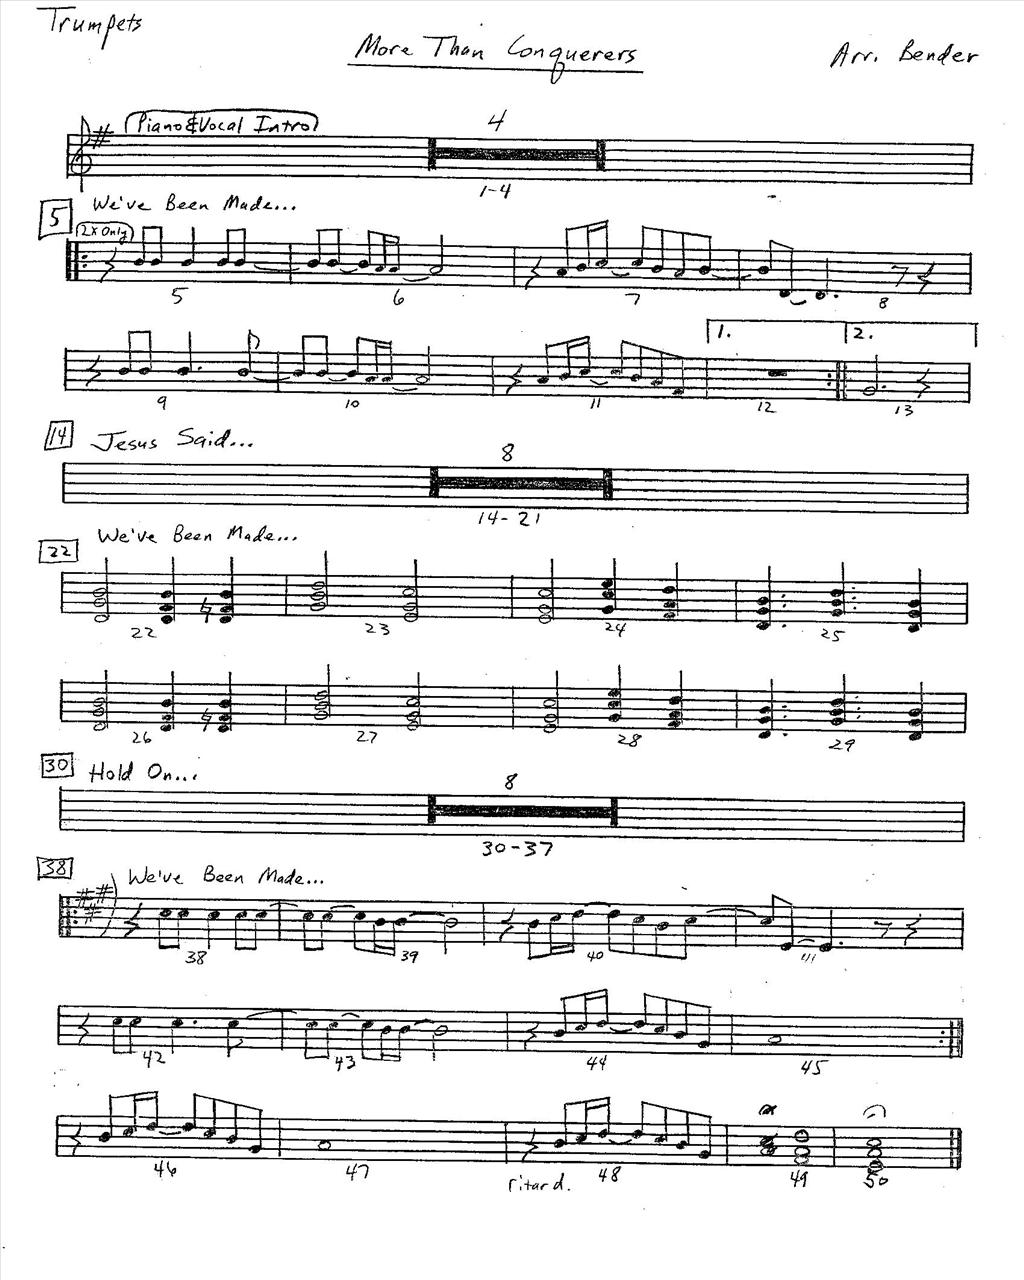 Trumpets
More Than Conquerers
Arr. Bender
Piano & Vocal Intro
4
1-4
5 We've Been Made...
2x Only
5 6 7 8
1. 2.
9 10 11 12 13
14 Jesus Said...
8
14-21
22 We've Been Made...
22 23 24 25
26 27 28 29
30 Hold On...
8
30-37
38 We've Been Made...
38 39 40 41
42 43 44 45
46 47 48 49 50
ritard.